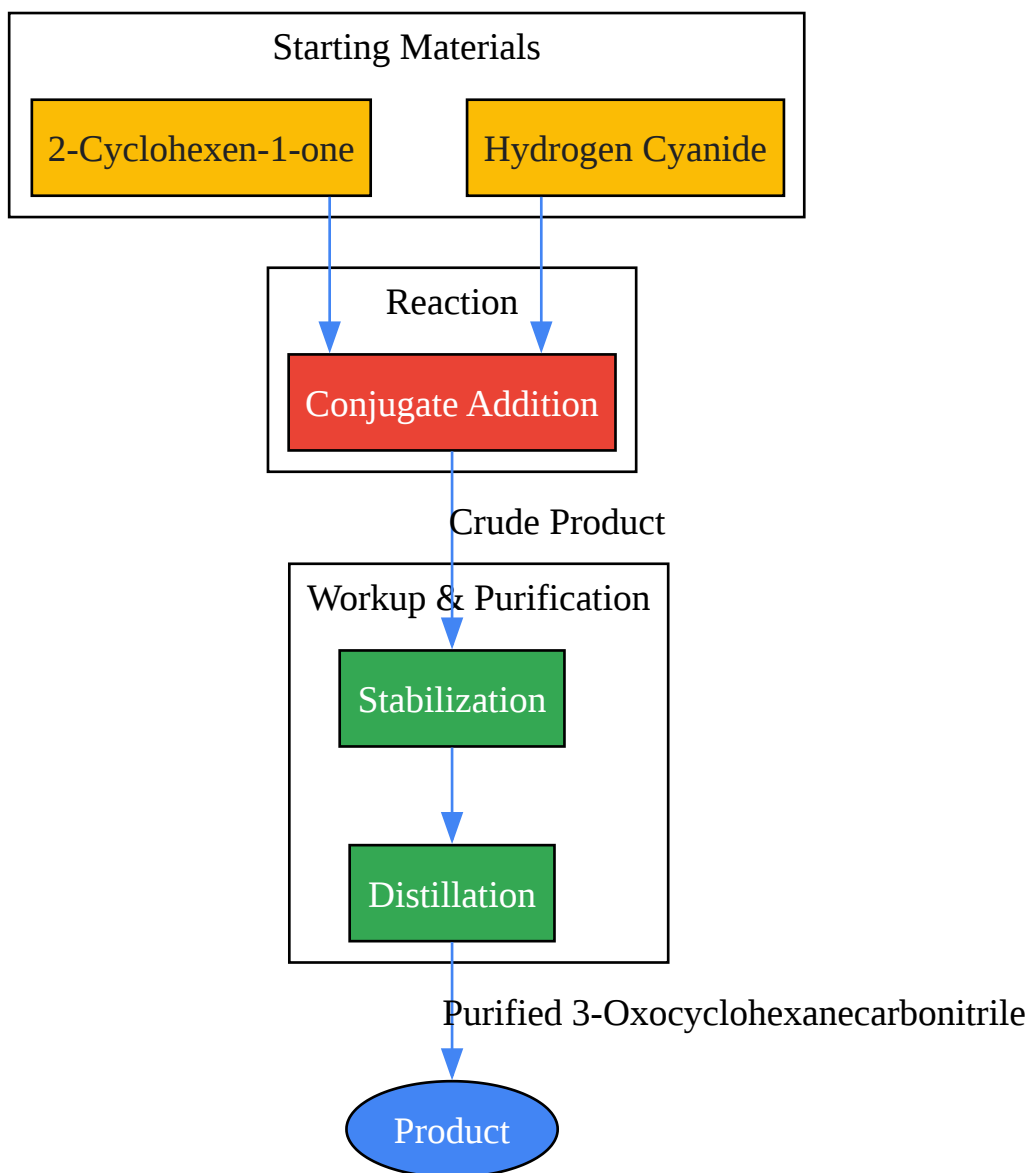 Starting Materials
2-Cyclohexen-1-one
Hydrogen Cyanide
Reaction
Conjugate Addition
Crude Product
Workup & Purification
Stabilization
Distillation
Purified 3-Oxocyclohexanecarbonitrile
Product